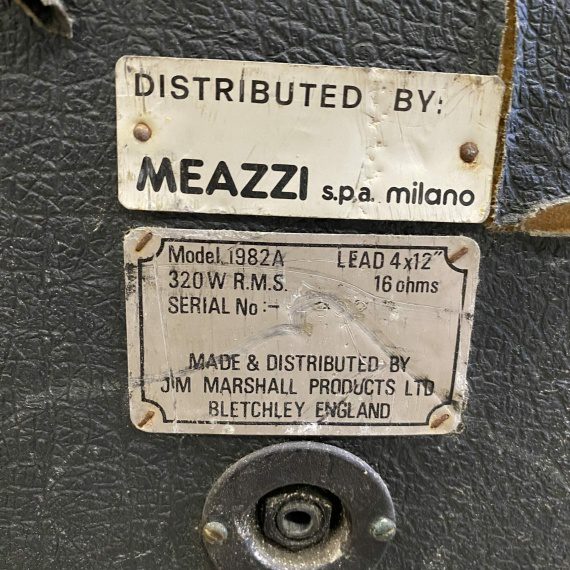 DISTRIBUTED BY:
MEAZZI s.p.a. milano
Model.1982A LEAD 4x12"
320W R.M.S. 16 ohms
SERIAL No :-
MADE & DISTRIBUTED BY
JIM MARSHALL PRODUCTS LTD
BLETCHLEY ENGLAND